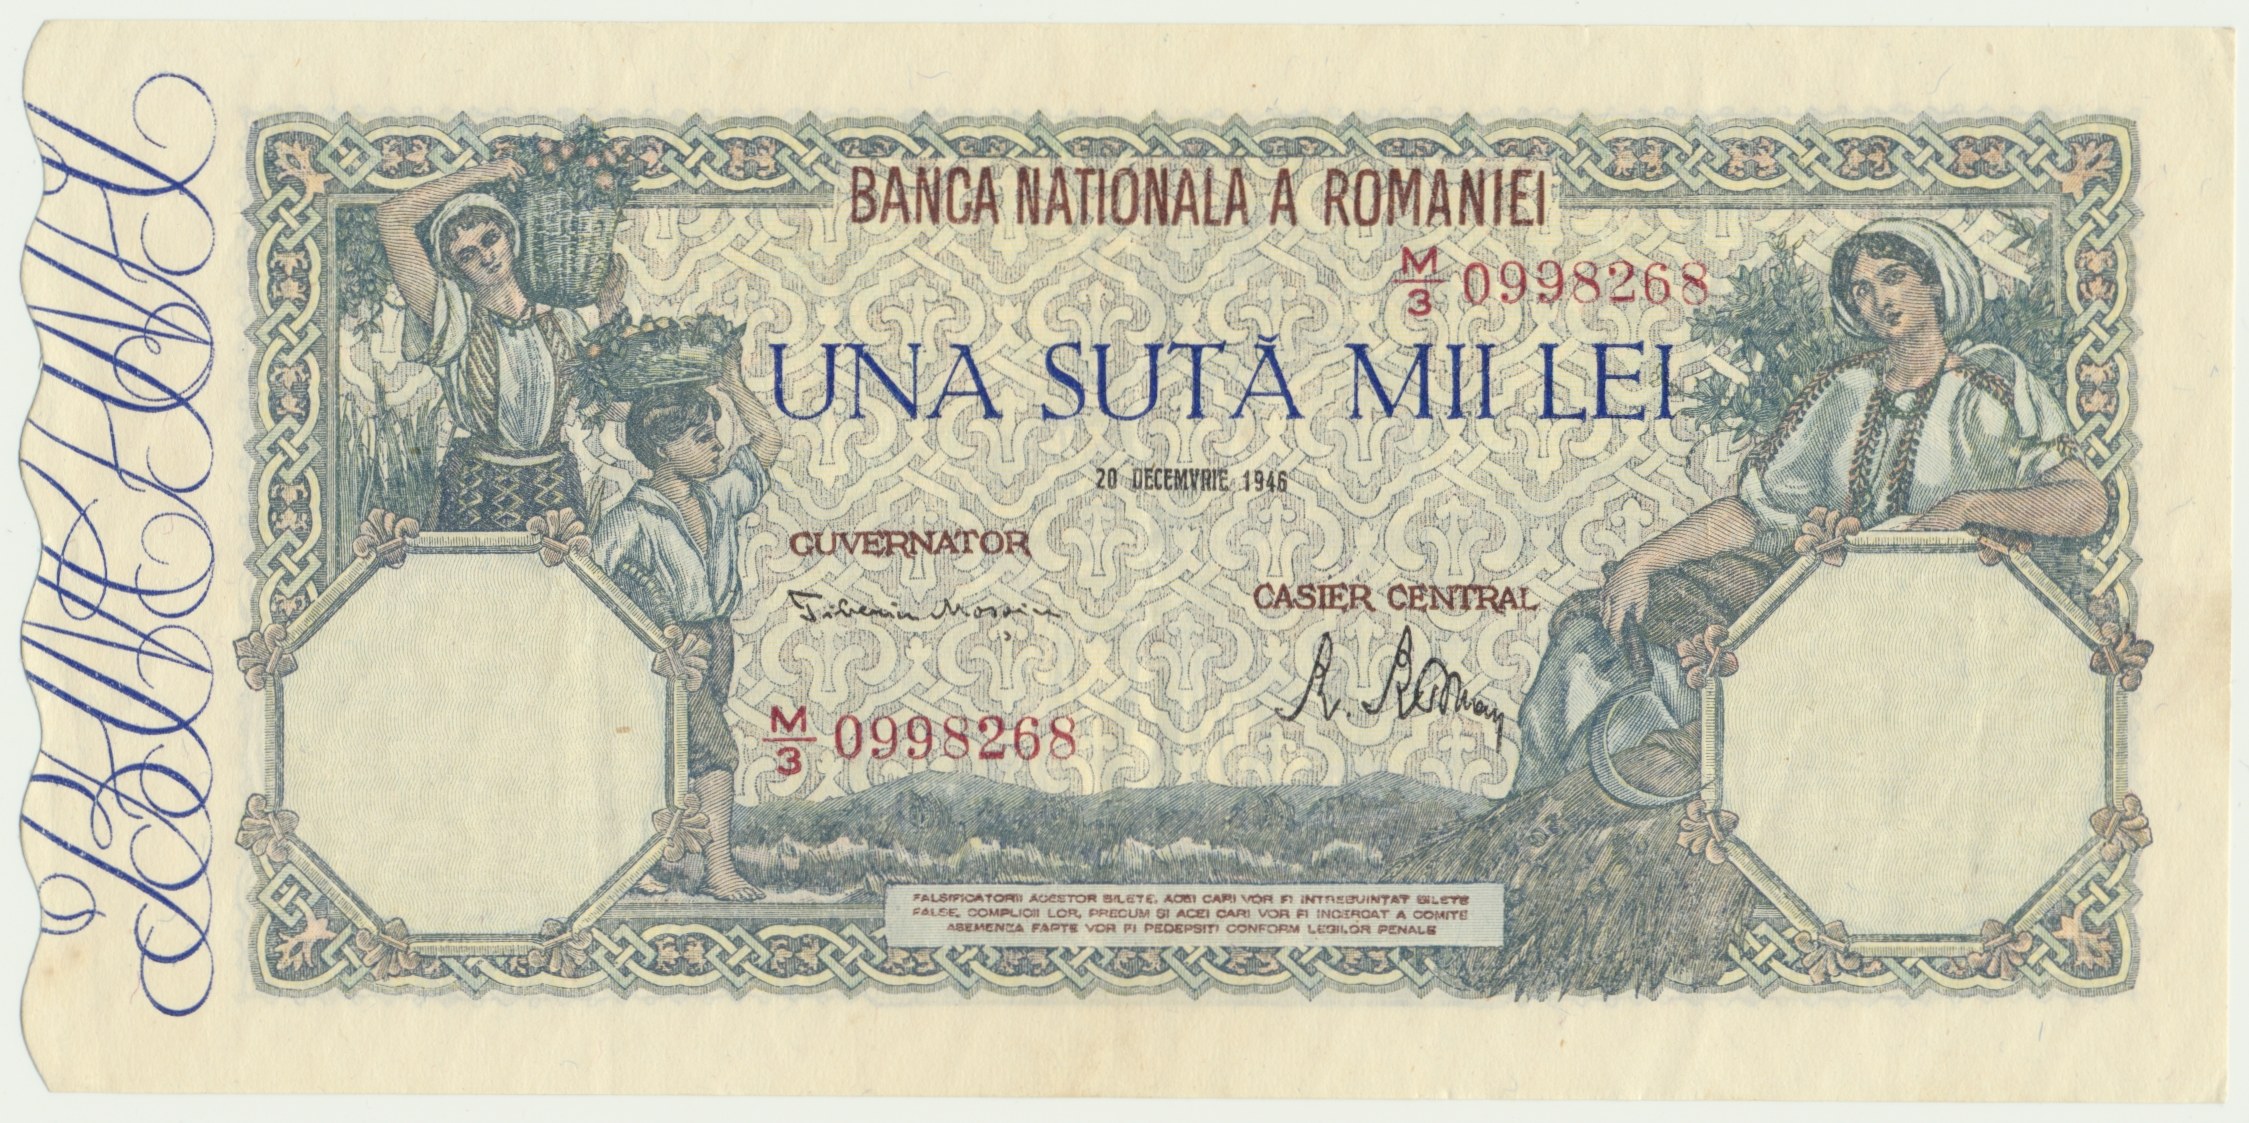 BANCA NATIONALA A ROMANIEI
M/3 0998268
UNA SUTĂ MII LEI
20 DECEMVRIE 1946
GUVERNATOR
CASIER CENTRAL
M/3 0998268
FALSIFICATORII ACESTOR BILETE, ACEI CARI VOR FI INTREBUINTAT BILETE
FALSE, COMPLICII LOR, PRECUM SI ACEI CARI VOR FI INCERCAT A COMITE
ASEMENEA FAPTE VOR FI PEDEPSITI CONFORM LEGILOR PENALE